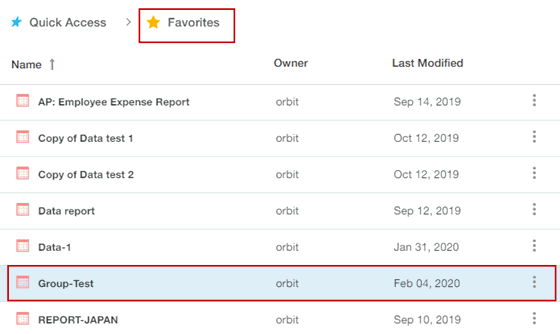 Quick Access > Favorites
Name ↑ Owner Last Modified
AP: Employee Expense Report orbit Sep 14, 2019
Copy of Data test 1 orbit Oct 12, 2019
Copy of Data test 2 orbit Oct 12, 2019
Data report orbit Sep 12, 2019
Data-1 orbit Jan 31, 2020
Group-Test orbit Feb 04, 2020
REPORT-JAPAN orbit Sep 10, 2019